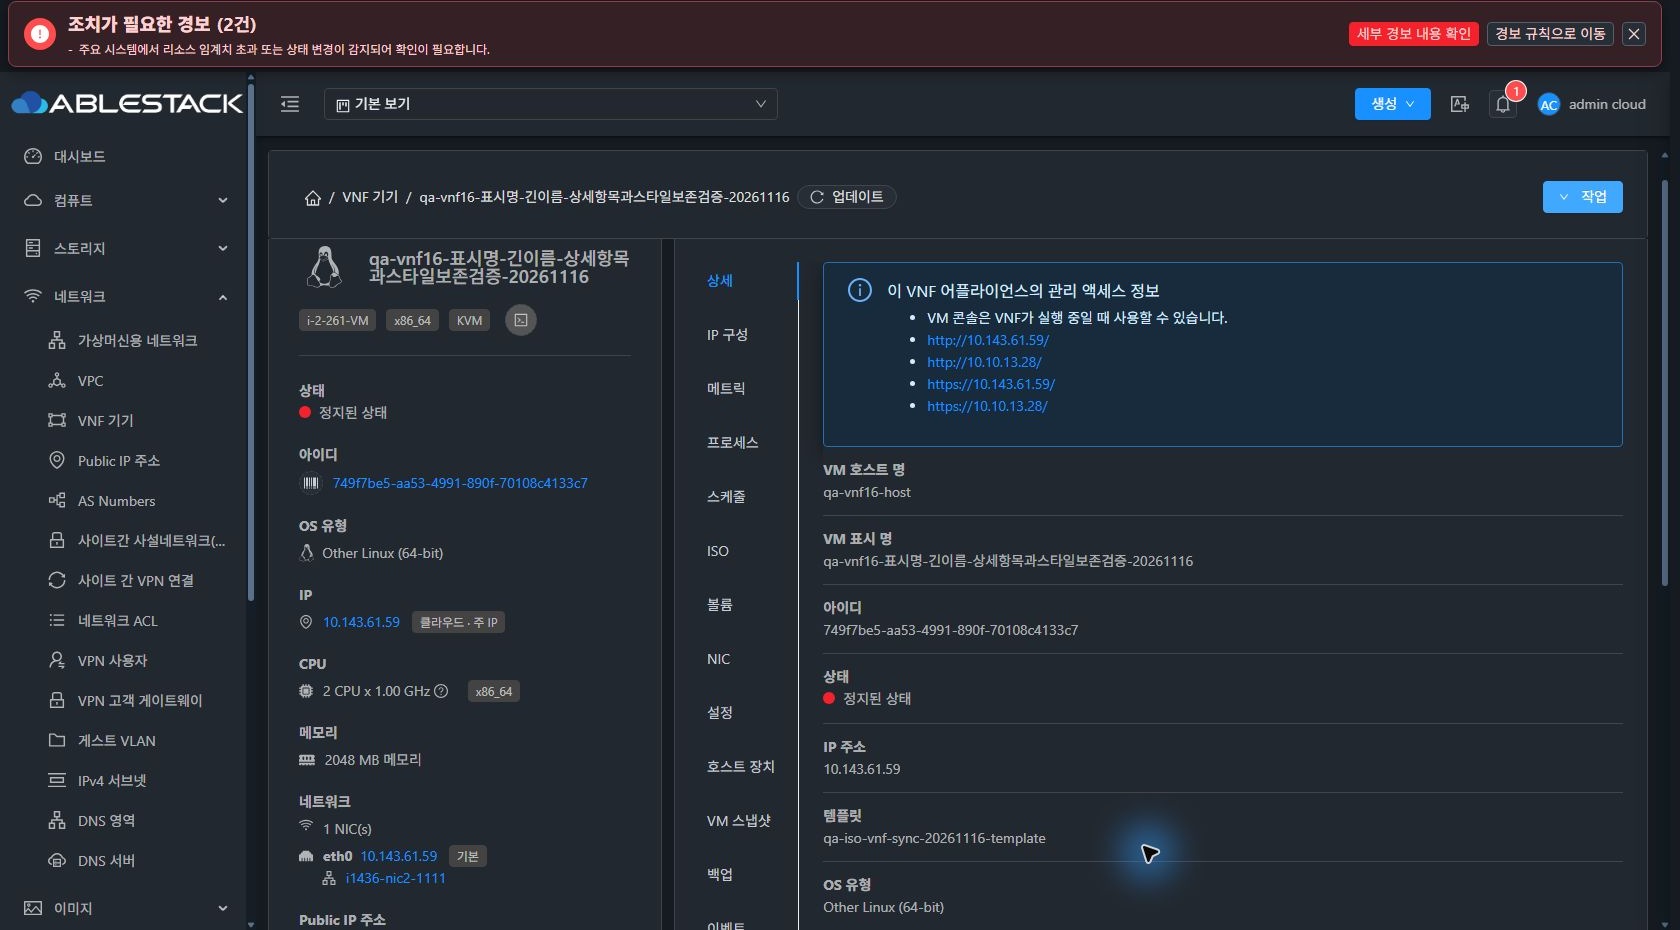 조치가 필요한 경보 (2건)
- 주요 시스템에서 리소스 임계치 초과 또는 상태 변경이 감지되어 확인이 필요합니다.
세부 경보 내용 확인
경보 규칙으로 이동
ABLESTACK
기본 보기
생성
1
AC
admin cloud
대시보드
컴퓨트
스토리지
네트워크
가상머신용 네트워크
VPC
VNF 기기
Public IP 주소
AS Numbers
사이트간 사설네트워크(...
사이트 간 VPN 연결
네트워크 ACL
VPN 사용자
VPN 고객 게이트웨이
게스트 VLAN
IPv4 서브넷
DNS 영역
DNS 서버
이미지
/ VNF 기기 / qa-vnf16-표시명-긴이름-상세항목과스타일보존검증-20261116
업데이트
작업
qa-vnf16-표시명-긴이름-상세항목
과스타일보존검증-20261116
i-2-261-VM
x86_64
KVM
상태
정지된 상태
아이디
749f7be5-aa53-4991-890f-70108c4133c7
OS 유형
Other Linux (64-bit)
IP
10.143.61.59
클라우드 · 주 IP
CPU
2 CPU x 1.00 GHz
x86_64
메모리
2048 MB 메모리
네트워크
1 NIC(s)
eth0 10.143.61.59 기본
i1436-nic2-1111
Public IP 주소
상세
IP 구성
메트릭
프로세스
스케줄
ISO
볼륨
NIC
설정
호스트 장치
VM 스냅샷
백업
이벤트
이 VNF 어플라이언스의 관리 액세스 정보
VM 콘솔은 VNF가 실행 중일 때 사용할 수 있습니다.
http://10.143.61.59/
http://10.10.13.28/
https://10.143.61.59/
https://10.10.13.28/
VM 호스트 명
qa-vnf16-host
VM 표시 명
qa-vnf16-표시명-긴이름-상세항목과스타일보존검증-20261116
아이디
749f7be5-aa53-4991-890f-70108c4133c7
상태
정지된 상태
IP 주소
10.143.61.59
템플릿
qa-iso-vnf-sync-20261116-template
OS 유형
Other Linux (64-bit)